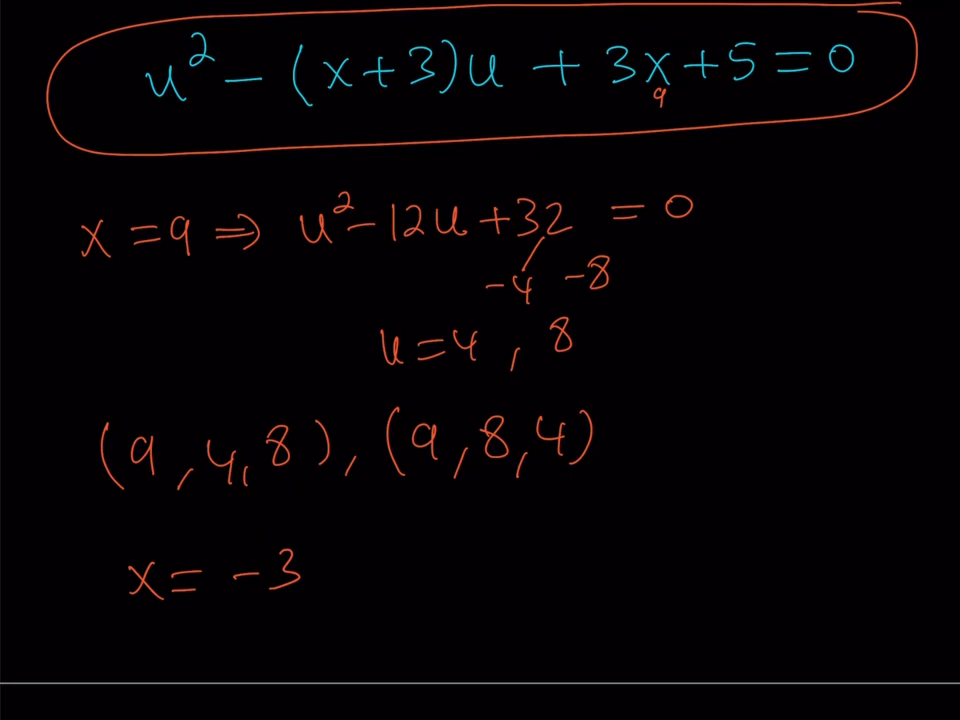 u² - (x+3)u + 3x+5=0
9
x=9 ⇒ u²-12u+32 =0
-4 -8
u=4, 8
(9,4,8), (9,8,4)
x= -3